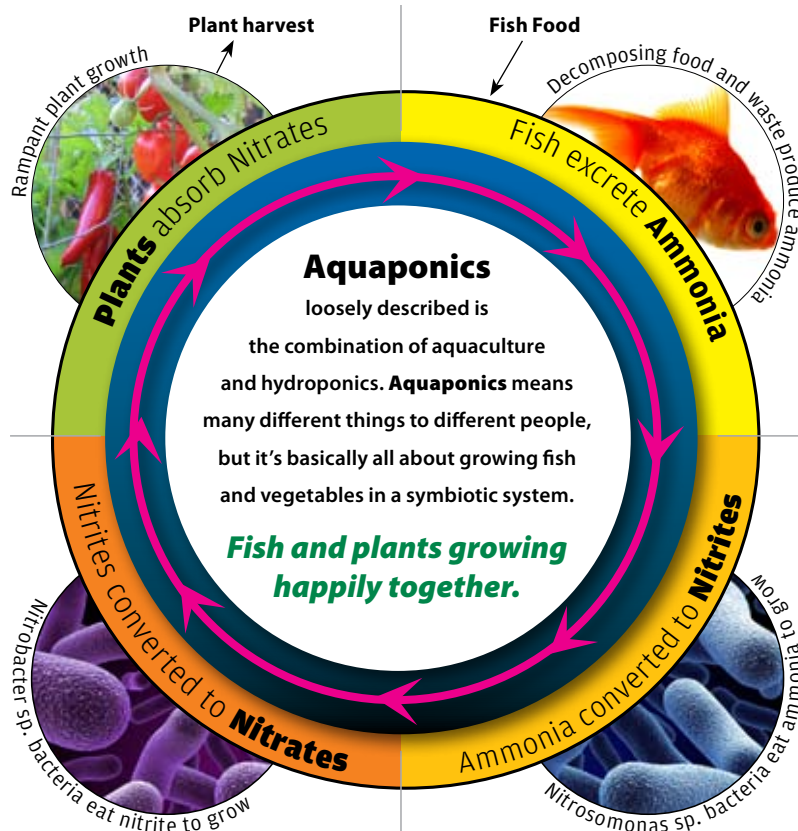 Plant harvest
Fish Food
Rampant plant growth
Decomposing food and waste produce ammonia
Plants absorb Nitrates
Fish excrete Ammonia
Aquaponics
loosely described is
the combination of aquaculture
and hydroponics. Aquaponics means
many different things to different people,
but it's basically all about growing fish
and vegetables in a symbiotic system.
Fish and plants growing
happily together.
Nitrites converted to Nitrates
Ammonia converted to Nitrites
Nitrobacter sp. bacteria eat nitrite to grow
Nitrosomonas sp. bacteria eat ammonia to grow